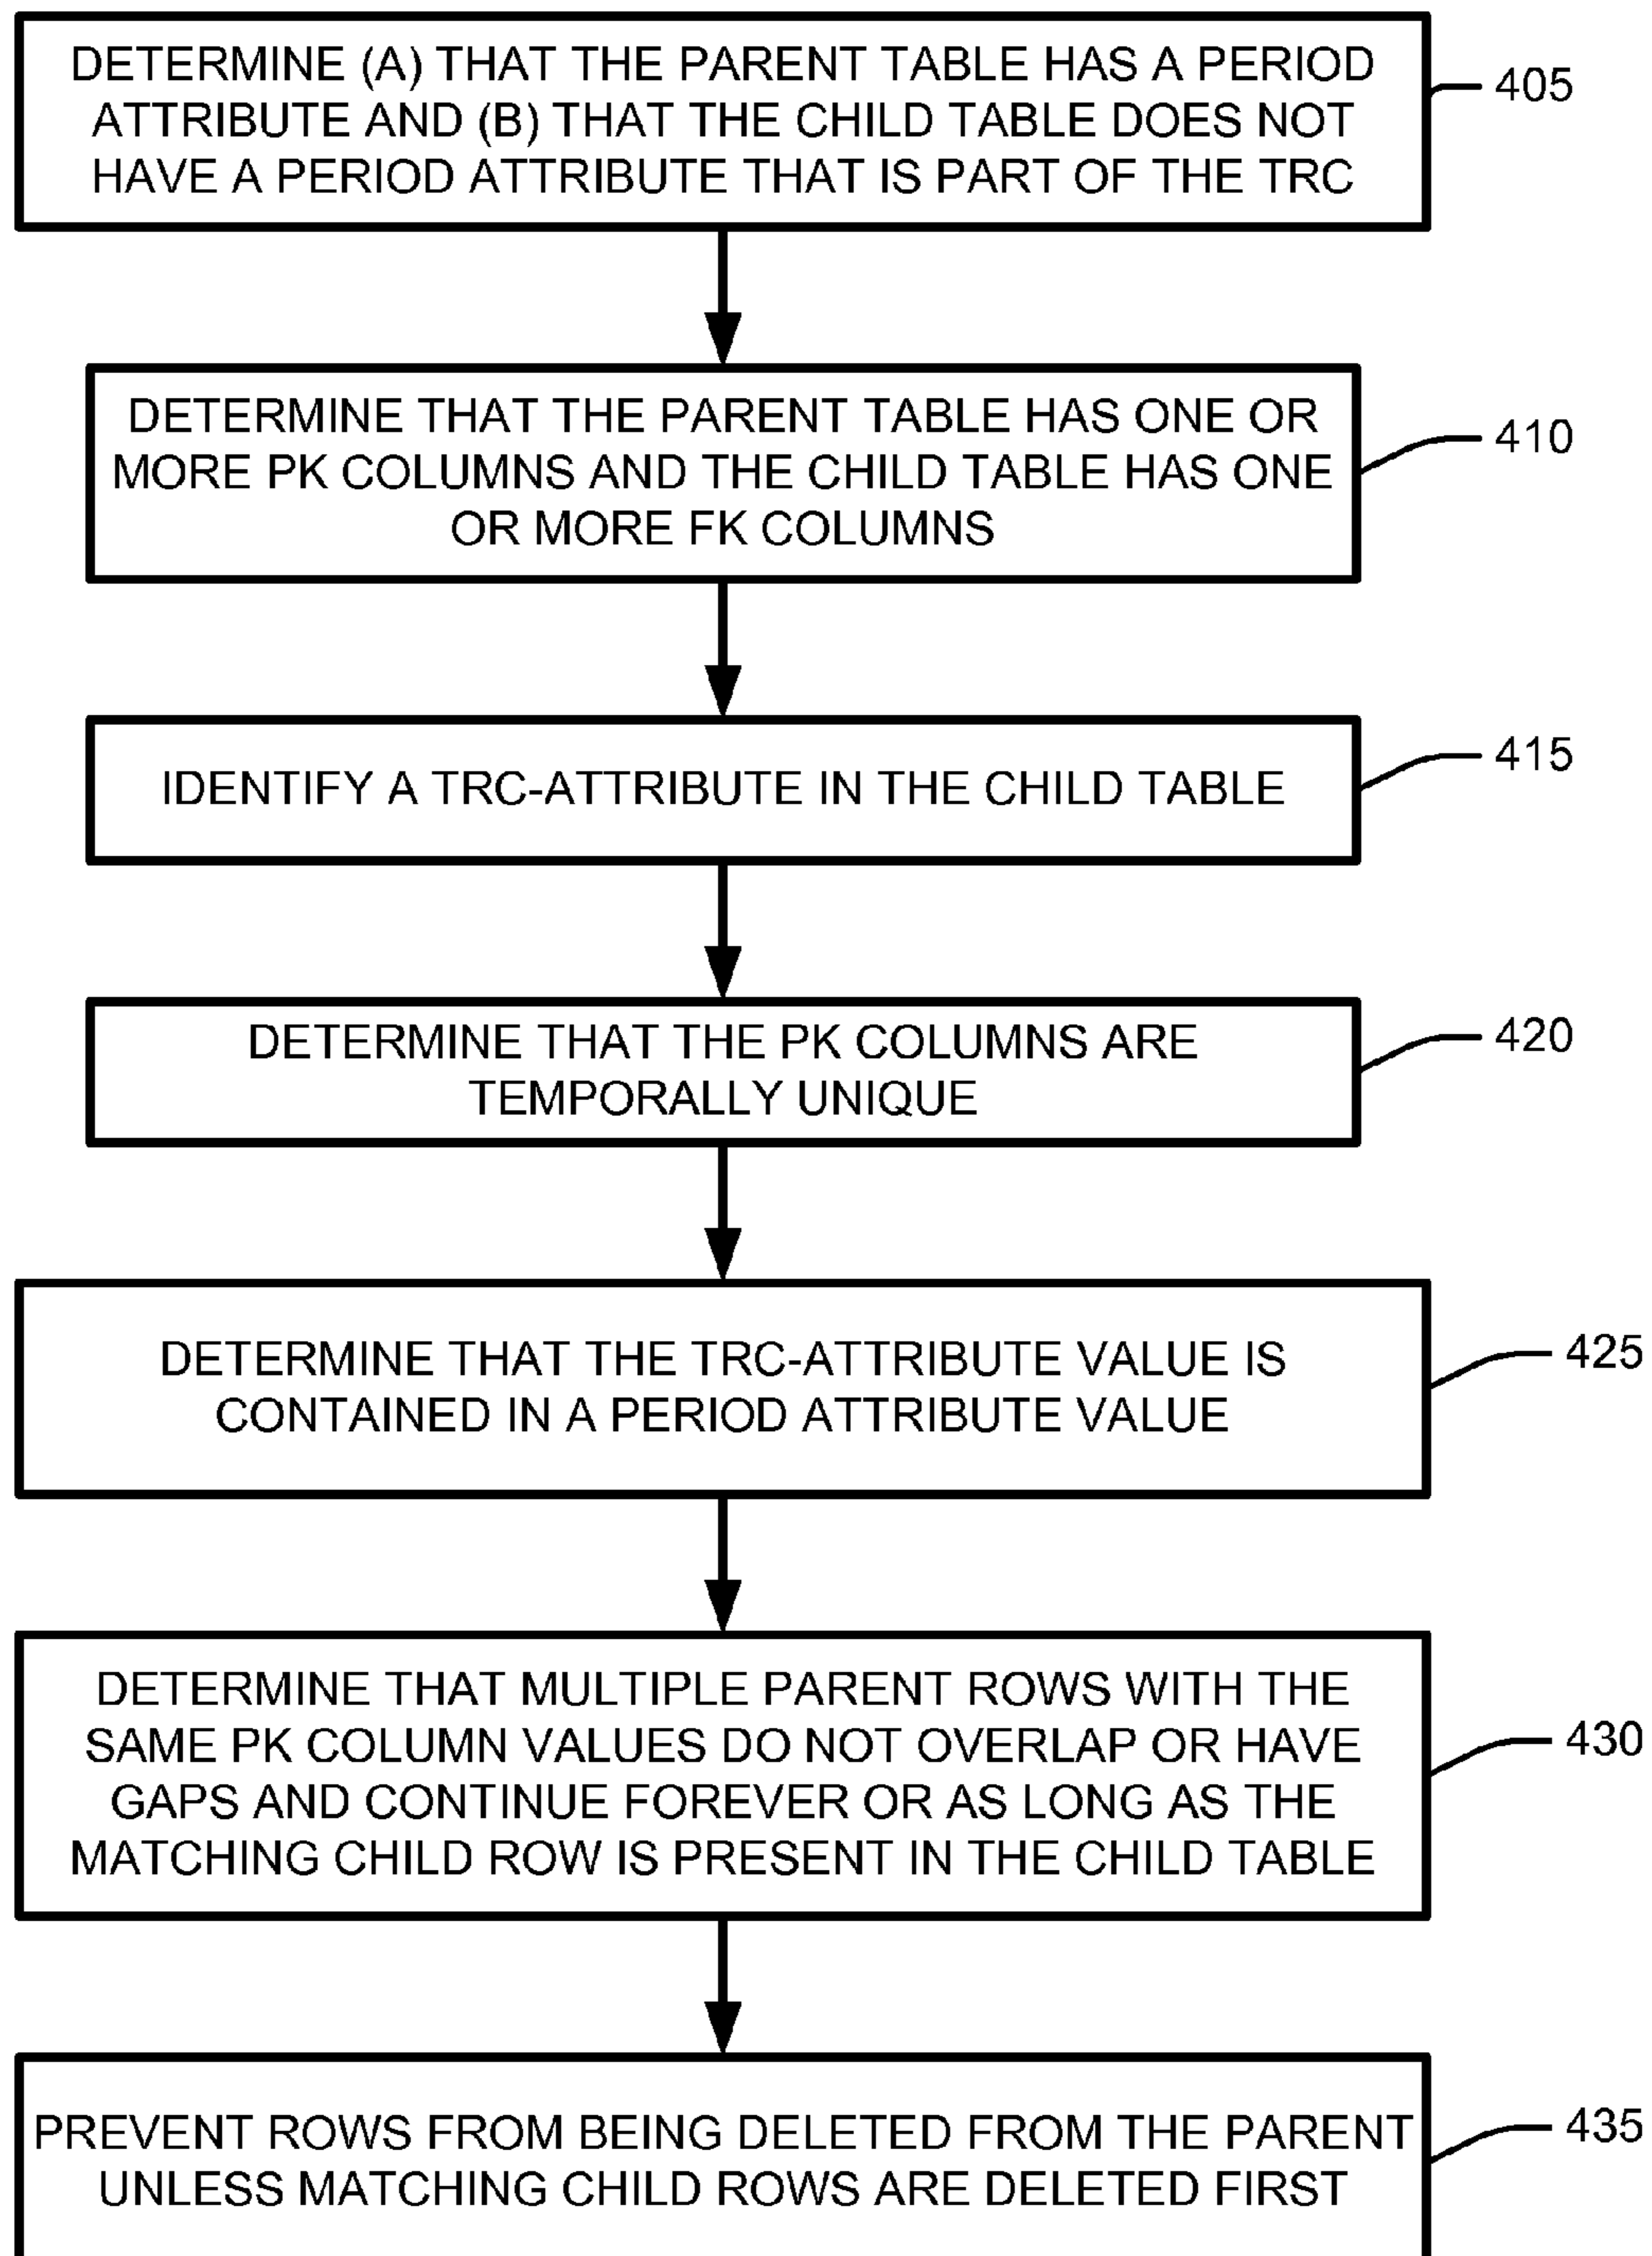 DETERMINE (A) THAT THE PARENT TABLE HAS A PERIOD
ATTRIBUTE AND (B) THAT THE CHILD TABLE DOES NOT
HAVE A PERIOD ATTRIBUTE THAT IS PART OF THE TRC
405
DETERMINE THAT THE PARENT TABLE HAS ONE OR
MORE PK COLUMNS AND THE CHILD TABLE HAS ONE
OR MORE FK COLUMNS
410
IDENTIFY A TRC-ATTRIBUTE IN THE CHILD TABLE
415
DETERMINE THAT THE PK COLUMNS ARE
TEMPORALLY UNIQUE
420
DETERMINE THAT THE TRC-ATTRIBUTE VALUE IS
CONTAINED IN A PERIOD ATTRIBUTE VALUE
425
DETERMINE THAT MULTIPLE PARENT ROWS WITH THE
SAME PK COLUMN VALUES DO NOT OVERLAP OR HAVE
GAPS AND CONTINUE FOREVER OR AS LONG AS THE
MATCHING CHILD ROW IS PRESENT IN THE CHILD TABLE
430
PREVENT ROWS FROM BEING DELETED FROM THE PARENT
UNLESS MATCHING CHILD ROWS ARE DELETED FIRST
435